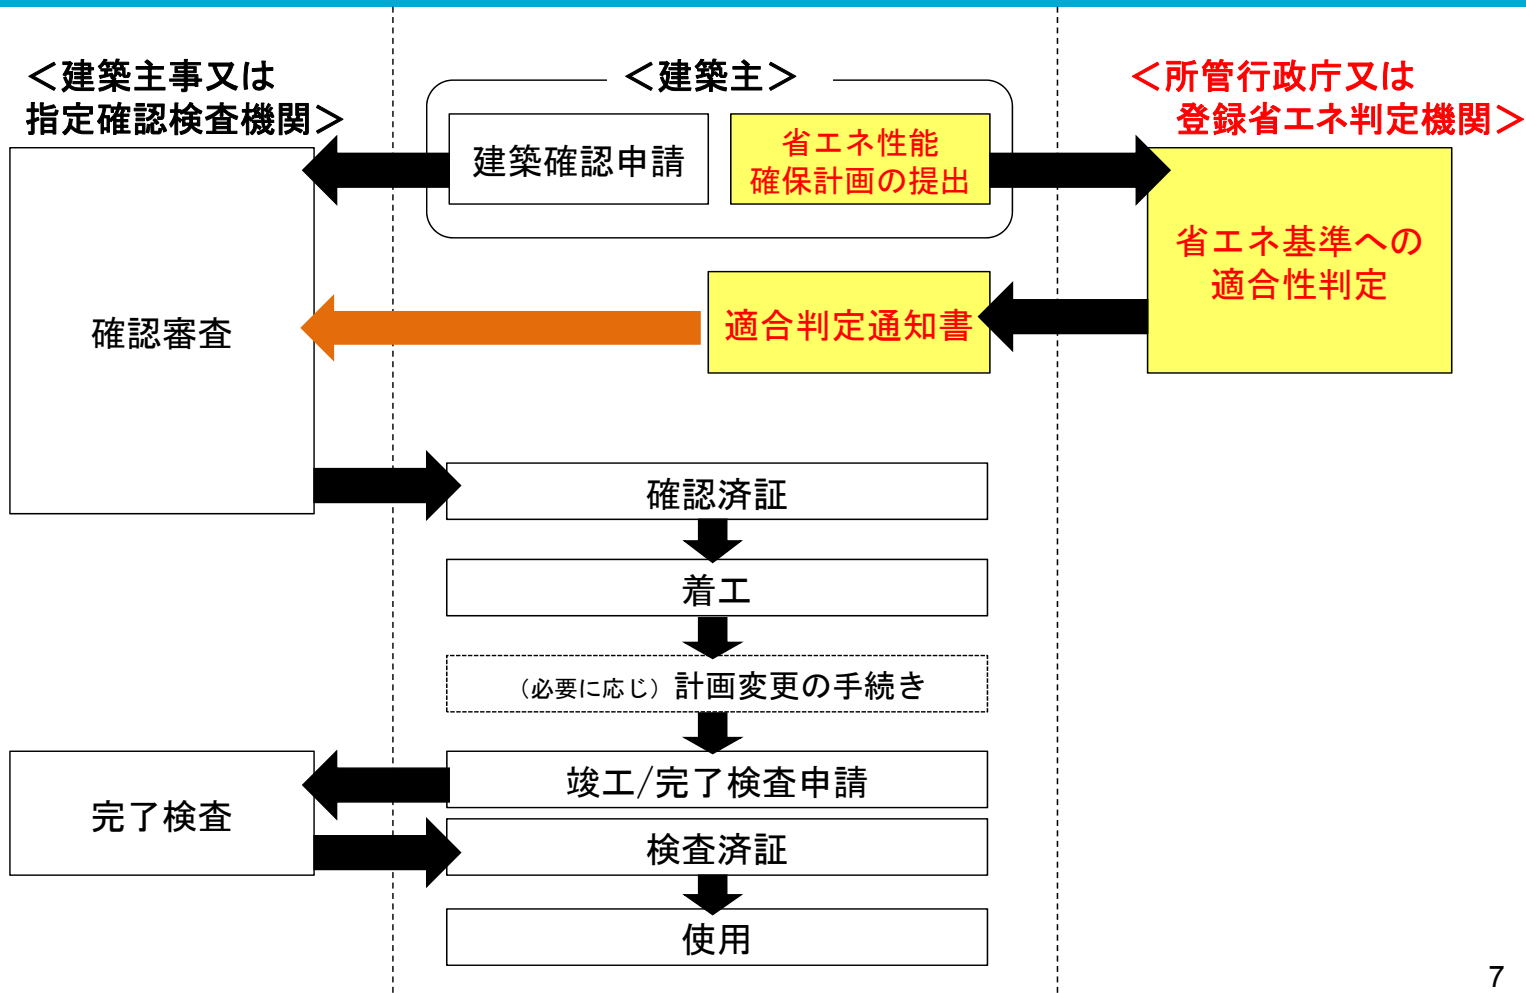 ＜建築主事又は
指定確認検査機関＞
＜建築主＞
＜所管行政庁又は
登録省エネ判定機関＞
建築確認申請
省エネ性能
確保計画の提出
省エネ基準への
適合性判定
確認審査
適合判定通知書
確認済証
着工
（必要に応じ）計画変更の手続き
竣工/完了検査申請
完了検査
検査済証
使用
7